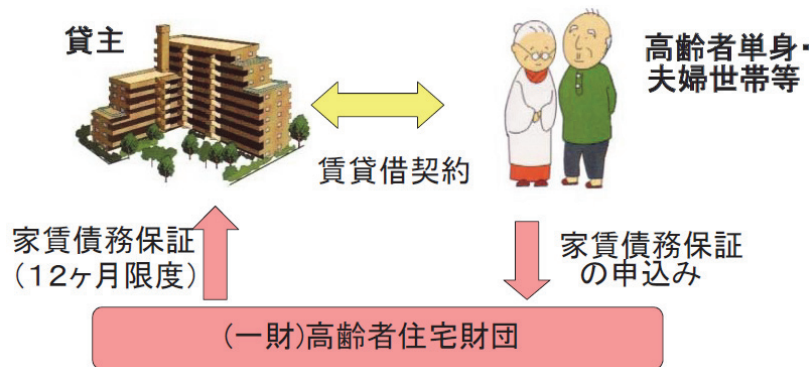 貸主
高齢者単身・
夫婦世帯等
賃貸借契約
家賃債務保証
(12ヶ月限度)
家賃債務保証
の申込み
(一財)高齢者住宅財団